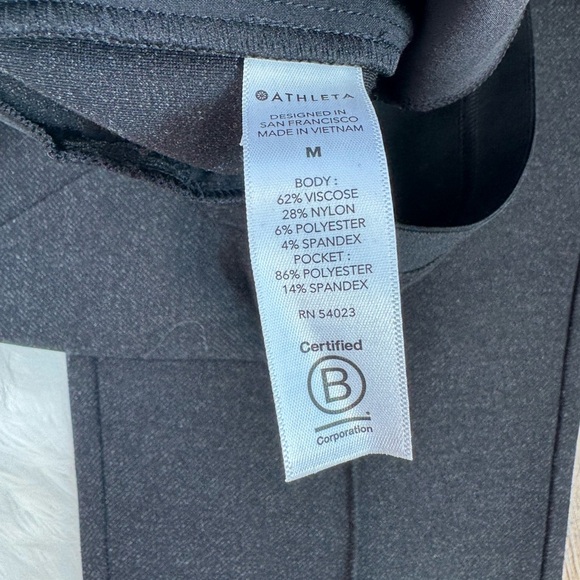 ATHLETA
DESIGNED IN
SAN FRANCISCO
MADE IN VIETNAM
M
BODY :
62% VISCOSE
28% NYLON
6% POLYESTER
4% SPANDEX
POCKET :
86% POLYESTER
14% SPANDEX
RN 54023
Certified
B
Corporation